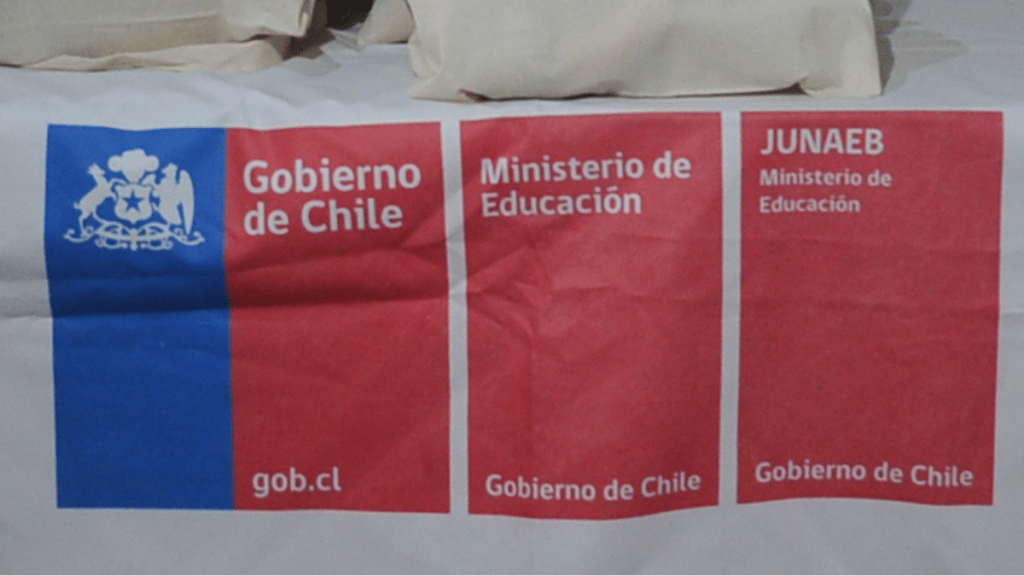 Gobierno
de Chile
gob.cl
Ministerio de
Educación
Gobierno de Chile
JUNAEB
Ministerio de
Educación
Gobierno de Chile